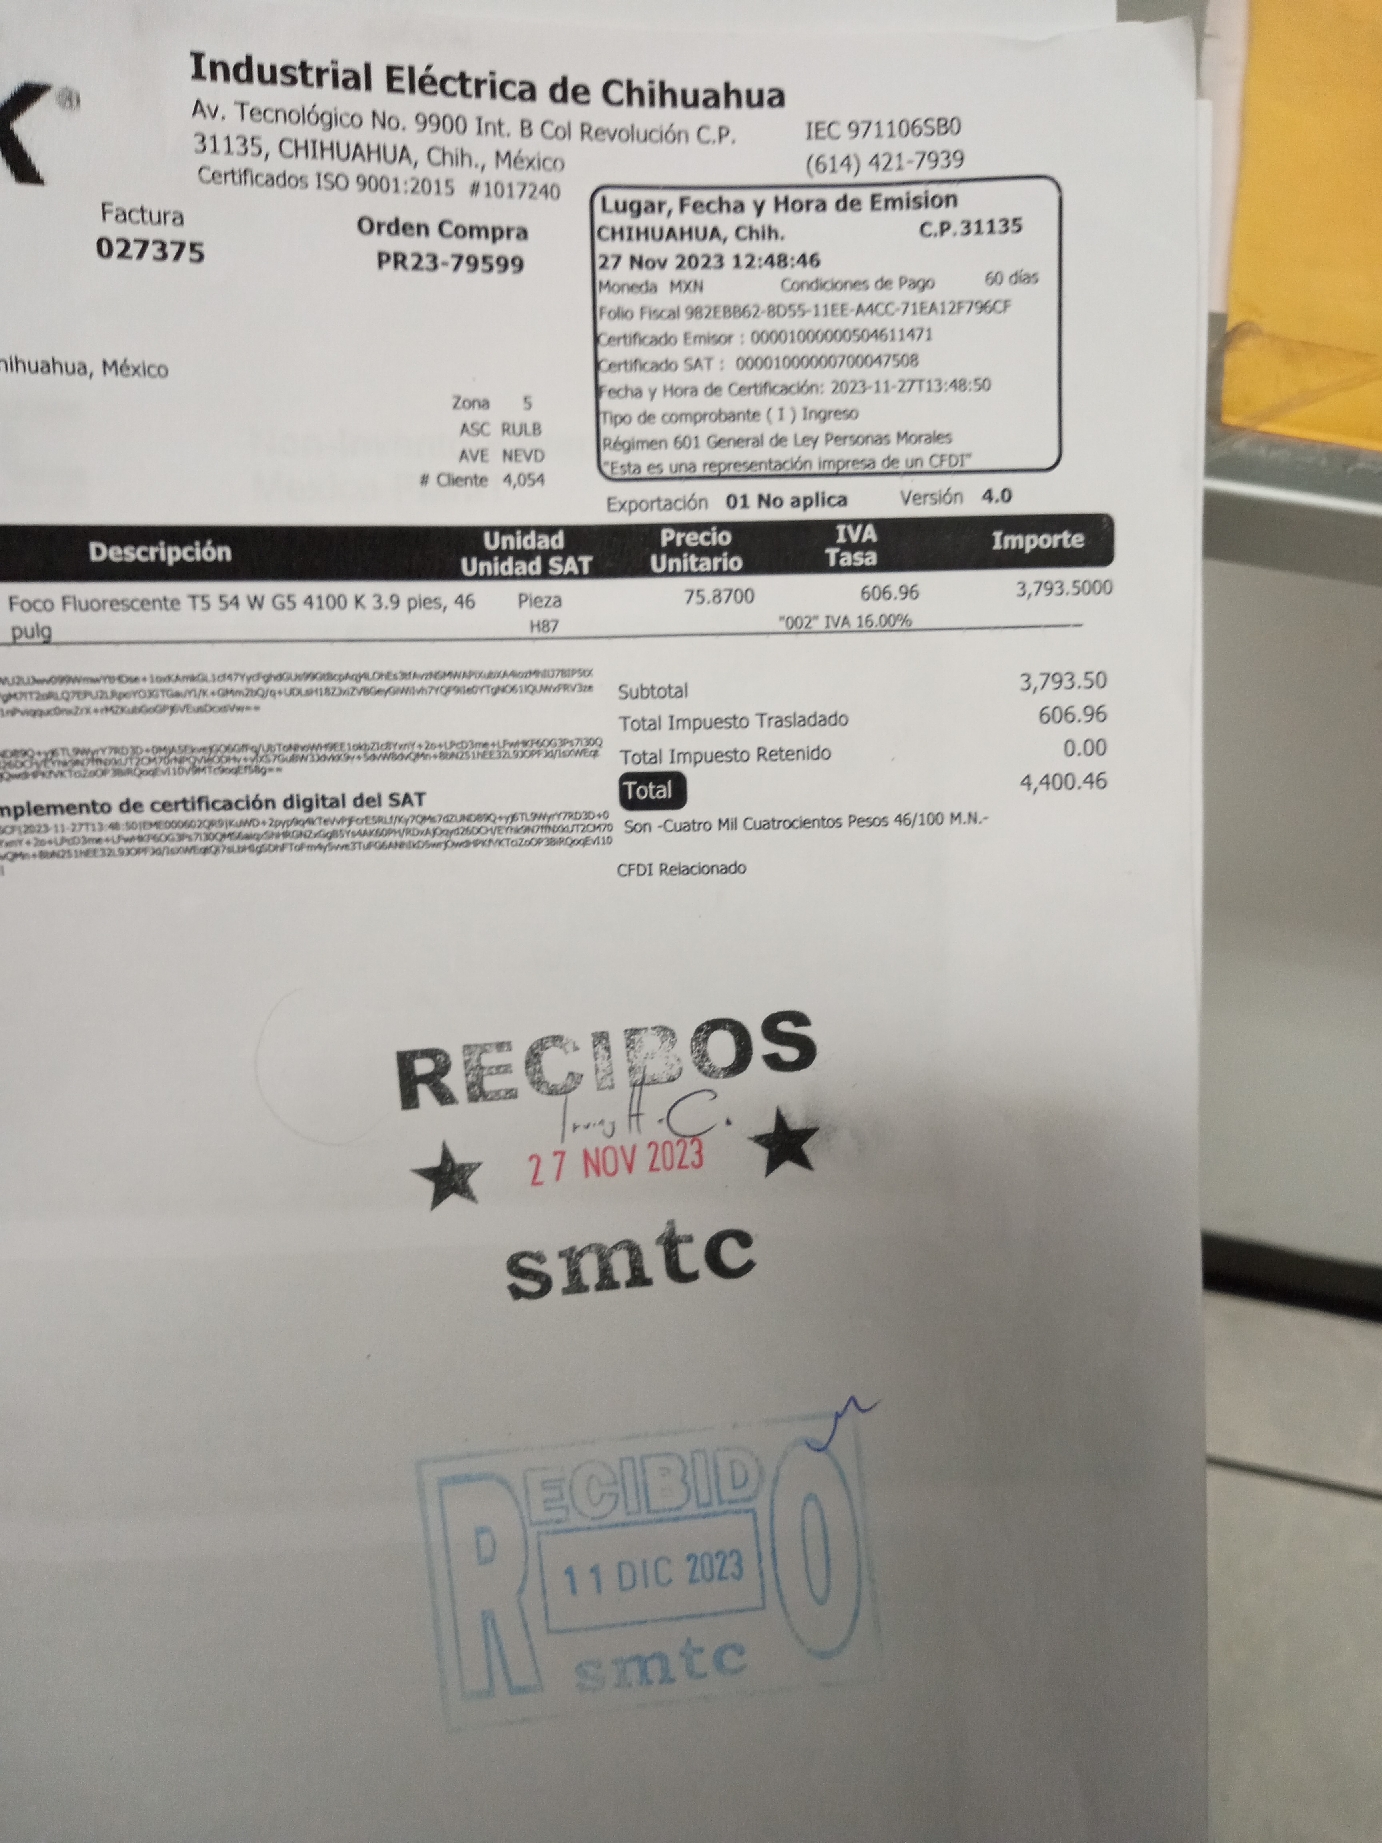 K®
Industrial Eléctrica de Chihuahua
Av. Tecnológico No. 9900 Int. B Col Revolución C.P.
31135, CHIHUAHUA, Chih., México
Certificados ISO 9001:2015 #1017240
IEC 971106SB0
(614) 421-7939
Factura
027375
Orden Compra
PR23-79599
Lugar, Fecha y Hora de Emision
CHIHUAHUA, Chih. C.P.31135
27 Nov 2023 12:48:46
Moneda MXN Condiciones de Pago 60 días
Folio Fiscal 982EBB62-8D55-11EE-A4CC-71EA12F796CF
Certificado Emisor : 00001000000504611471
Certificado SAT : 00001000000700047508
Fecha y Hora de Certificación: 2023-11-27T13:48:50
Tipo de comprobante ( I ) Ingreso
Régimen 601 General de Ley Personas Morales
"Esta es una representación impresa de un CFDI"
hihuahua, México
Zona 5
ASC RULB
AVE NEVD
# Cliente 4,054
Exportación 01 No aplica Versión 4.0
Descripción Unidad Precio IVA Importe
Unidad SAT Unitario Tasa
Foco Fluorescente T5 54 W G5 4100 K 3.9 pies, 46 Pieza 75.8700 606.96 3,793.5000
pulg H87 "002" IVA 16.00%
Subtotal 3,793.50
Total Impuesto Trasladado 606.96
Total Impuesto Retenido 0.00
Total 4,400.46
mplemento de certificación digital del SAT
Son -Cuatro Mil Cuatrocientos Pesos 46/100 M.N.-
CFDI Relacionado
RECIBOS
Irving H.C.
27 NOV 2023
smtc
RECIBIDO
11 DIC 2023
smtc